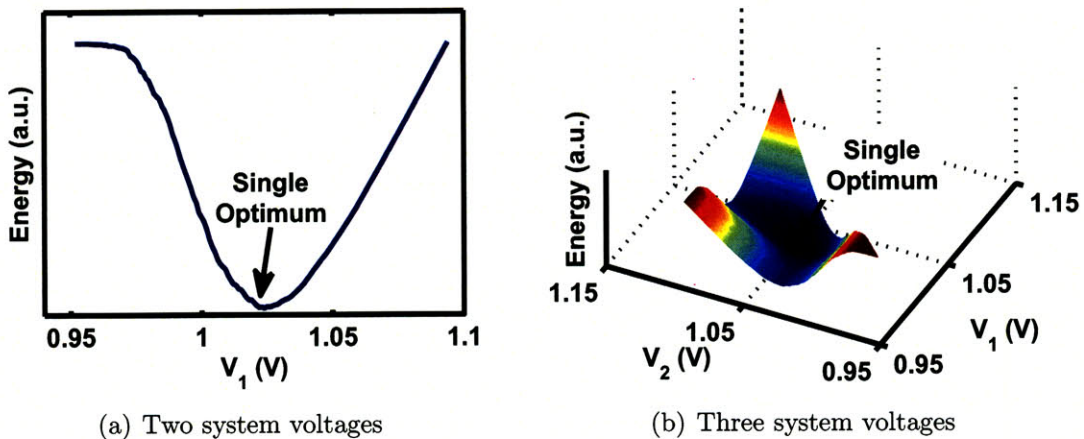 Energy (a.u.)
Single
Optimum
0.95
1
1.05
1.1
V1 (V)
(a) Two system voltages
Energy (a.u.)
Single
Optimum
1.15
1.05
0.95
V2 (V)
0.95
1.05
1.15
V1 (V)
(b) Three system voltages